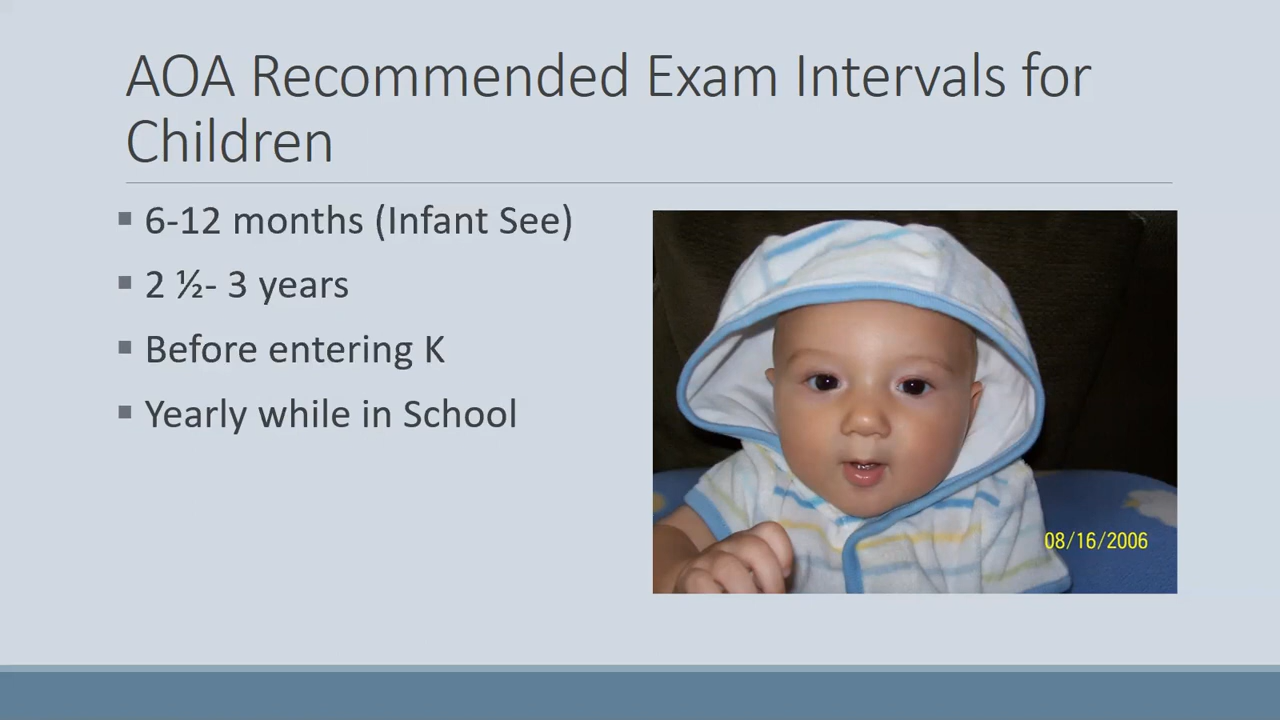 AOA Recommended Exam Intervals for
Children
▪ 6-12 months (Infant See)
▪ 2 ½- 3 years
▪ Before entering K
▪ Yearly while in School
08/16/2006